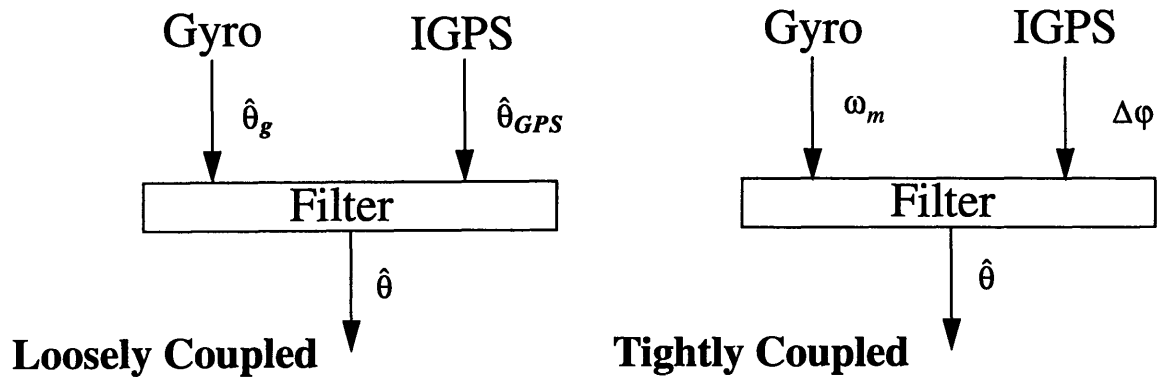 Gyro IGPS
θ̂g θ̂GPS
Filter
θ̂
Loosely Coupled
Gyro IGPS
ωm Δφ
Filter
θ̂
Tightly Coupled